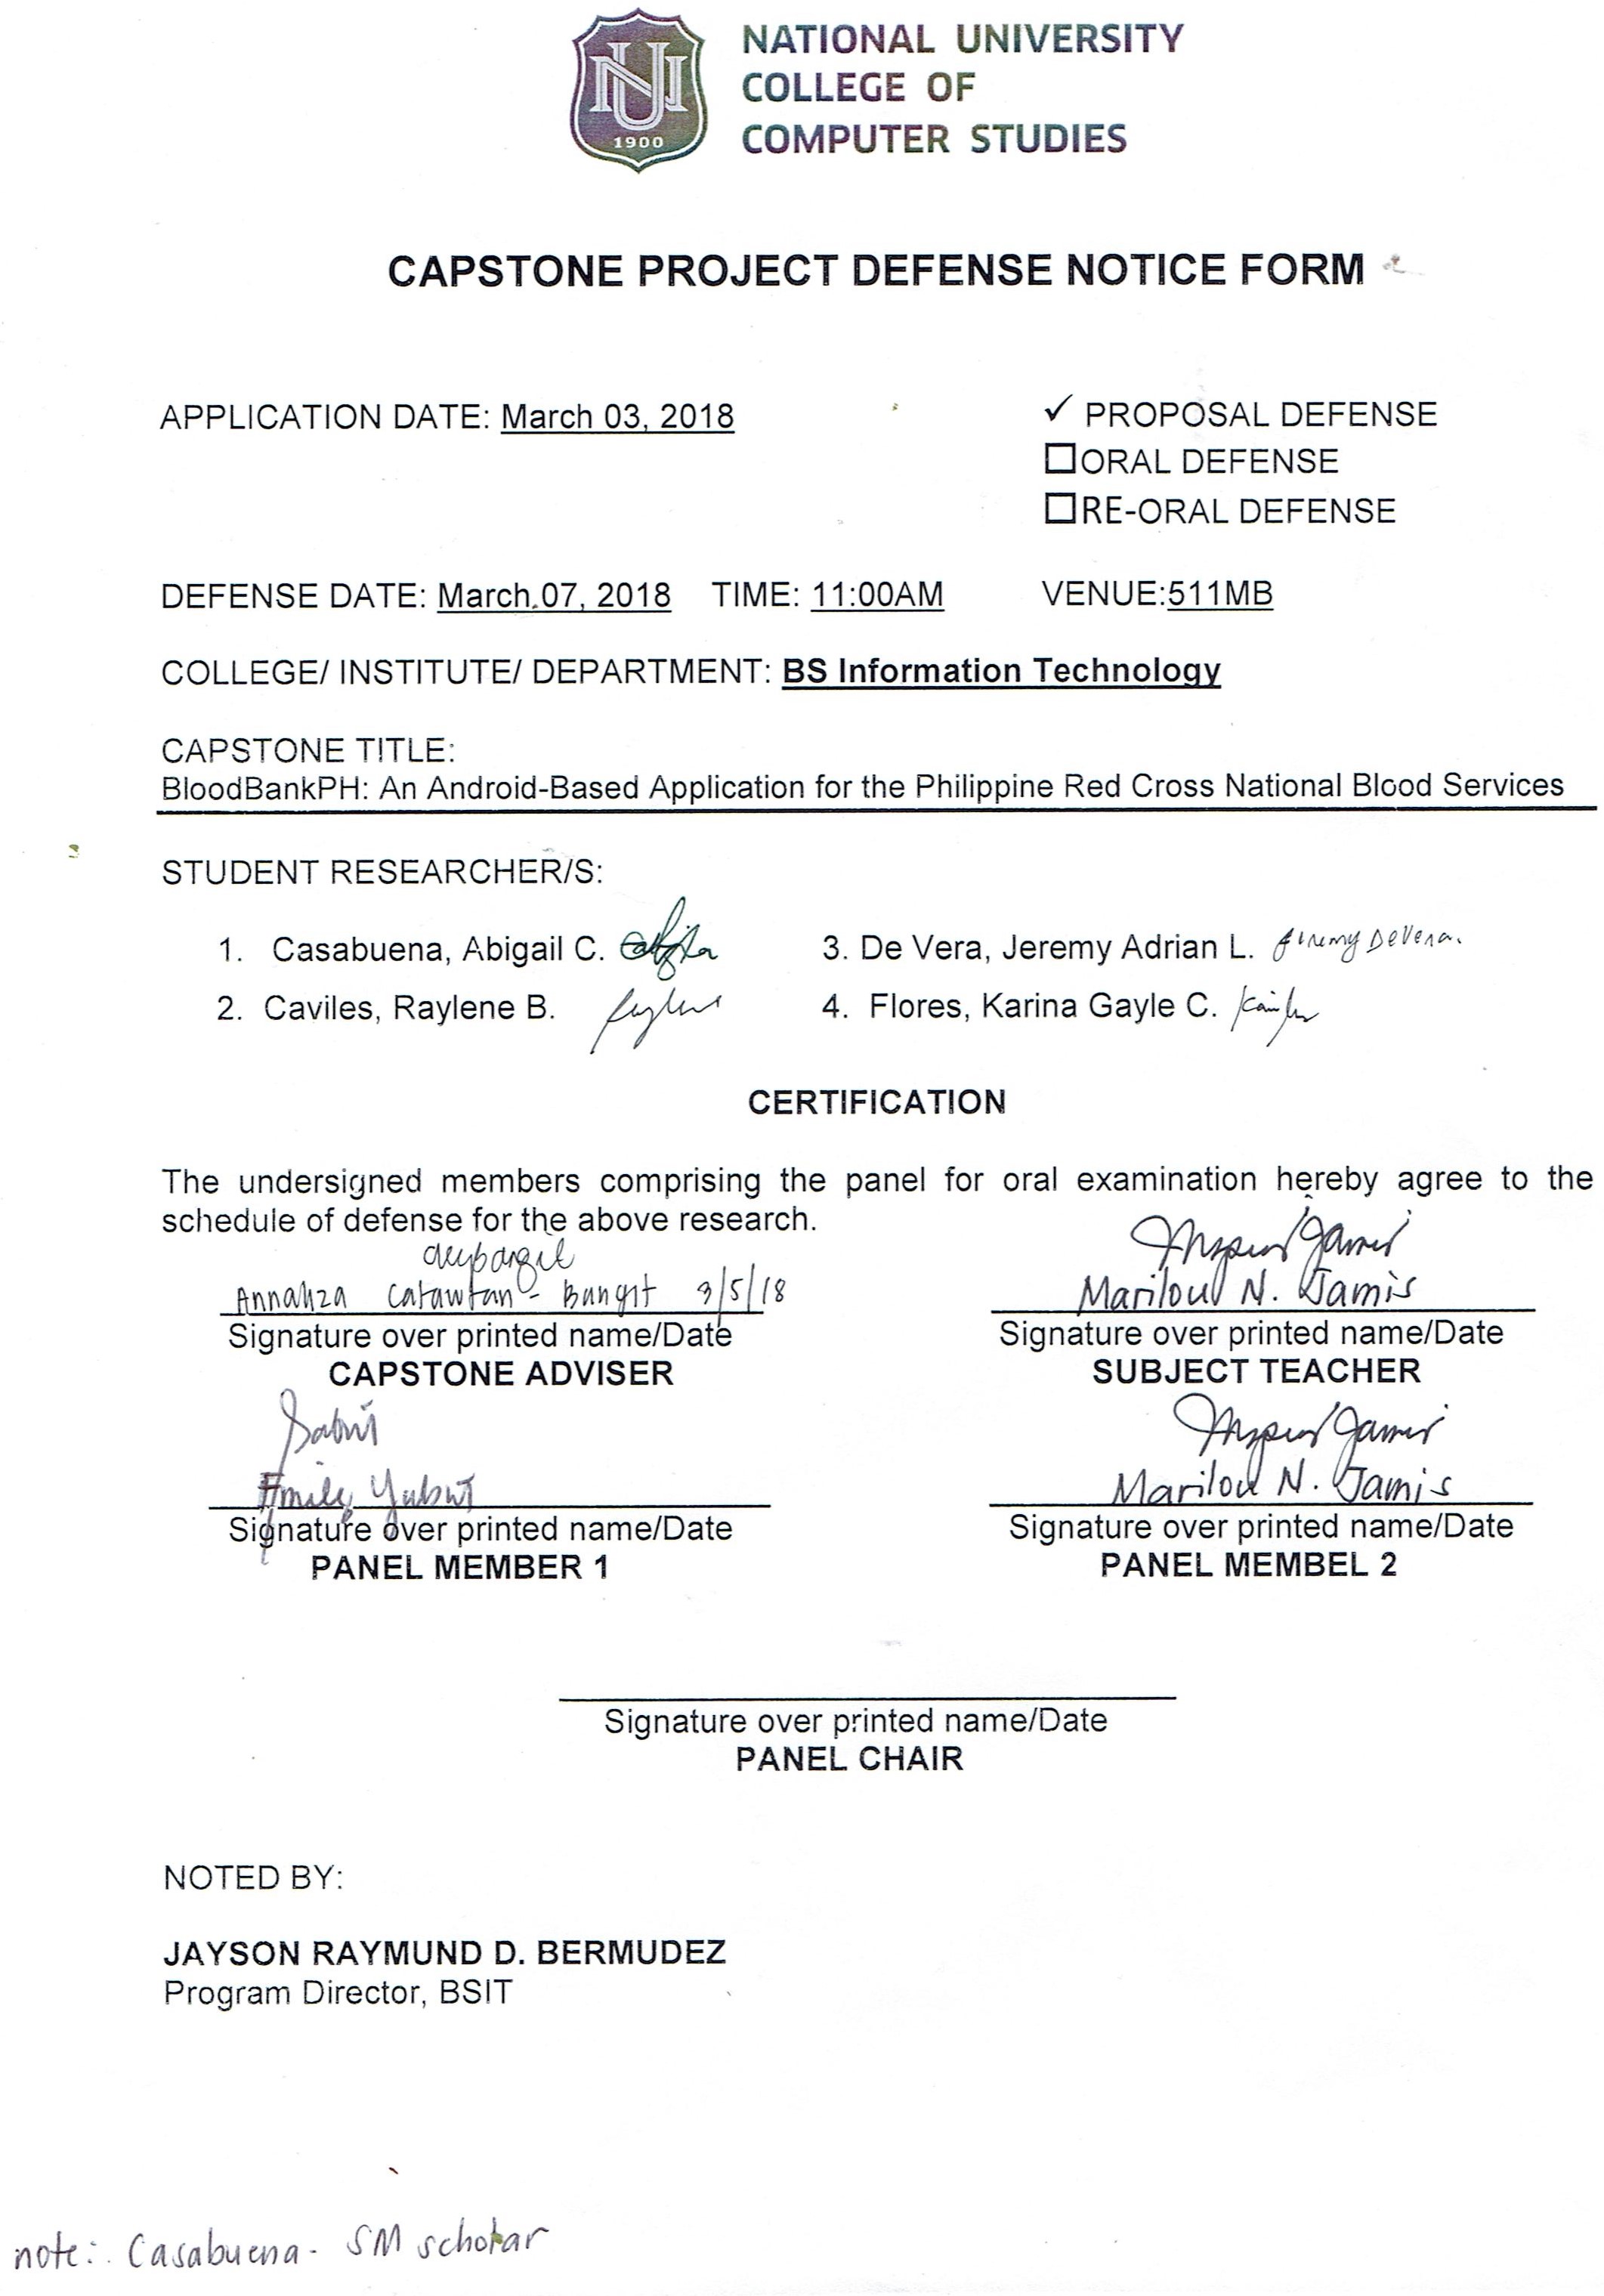 NU
1900
NATIONAL UNIVERSITY
COLLEGE OF
COMPUTER STUDIES
CAPSTONE PROJECT DEFENSE NOTICE FORM
APPLICATION DATE: March 03, 2018
✓ PROPOSAL DEFENSE
☐ORAL DEFENSE
☐RE-ORAL DEFENSE
DEFENSE DATE: March 07, 2018 TIME: 11:00AM VENUE:511MB
COLLEGE/ INSTITUTE/ DEPARTMENT: BS Information Technology
CAPSTONE TITLE:
BloodBankPH: An Android-Based Application for the Philippine Red Cross National Blood Services
STUDENT RESEARCHER/S:
1. Casabuena, Abigail C. 3. De Vera, Jeremy Adrian L. Jeremy DeVera.
2. Caviles, Raylene B. 4. Flores, Karina Gayle C.
CERTIFICATION
The undersigned members comprising the panel for oral examination hereby agree to the
schedule of defense for the above research.
Annaliza Catawtan - Bangit 3/5/18 Marilou N. Jamis
Signature over printed name/Date Signature over printed name/Date
CAPSTONE ADVISER SUBJECT TEACHER
Emily Yabut Marilou N. Jamis
Signature over printed name/Date Signature over printed name/Date
PANEL MEMBER 1 PANEL MEMBEL 2
Signature over printed name/Date
PANEL CHAIR
NOTED BY:
JAYSON RAYMUND D. BERMUDEZ
Program Director, BSIT
note: Casabuena - SM scholar